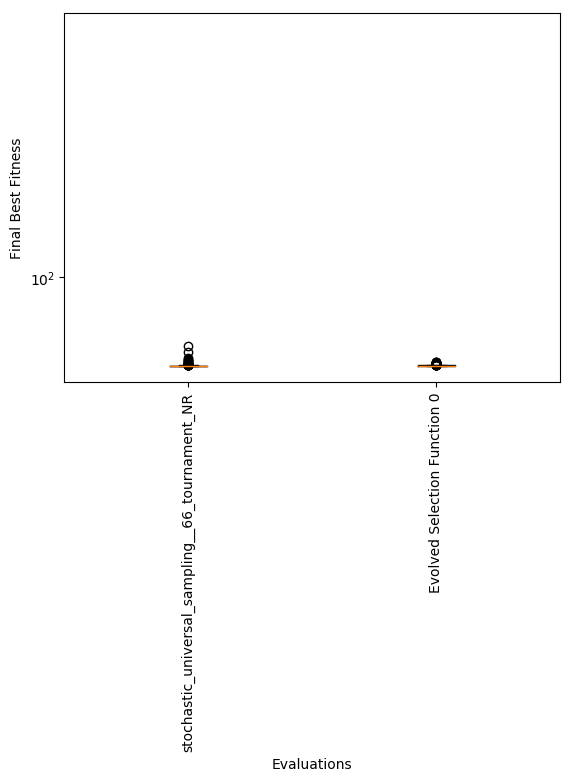 Final Best Fitness
10²
stochastic_universal_sampling__66_tournament_NR
Evolved Selection Function 0
Evaluations